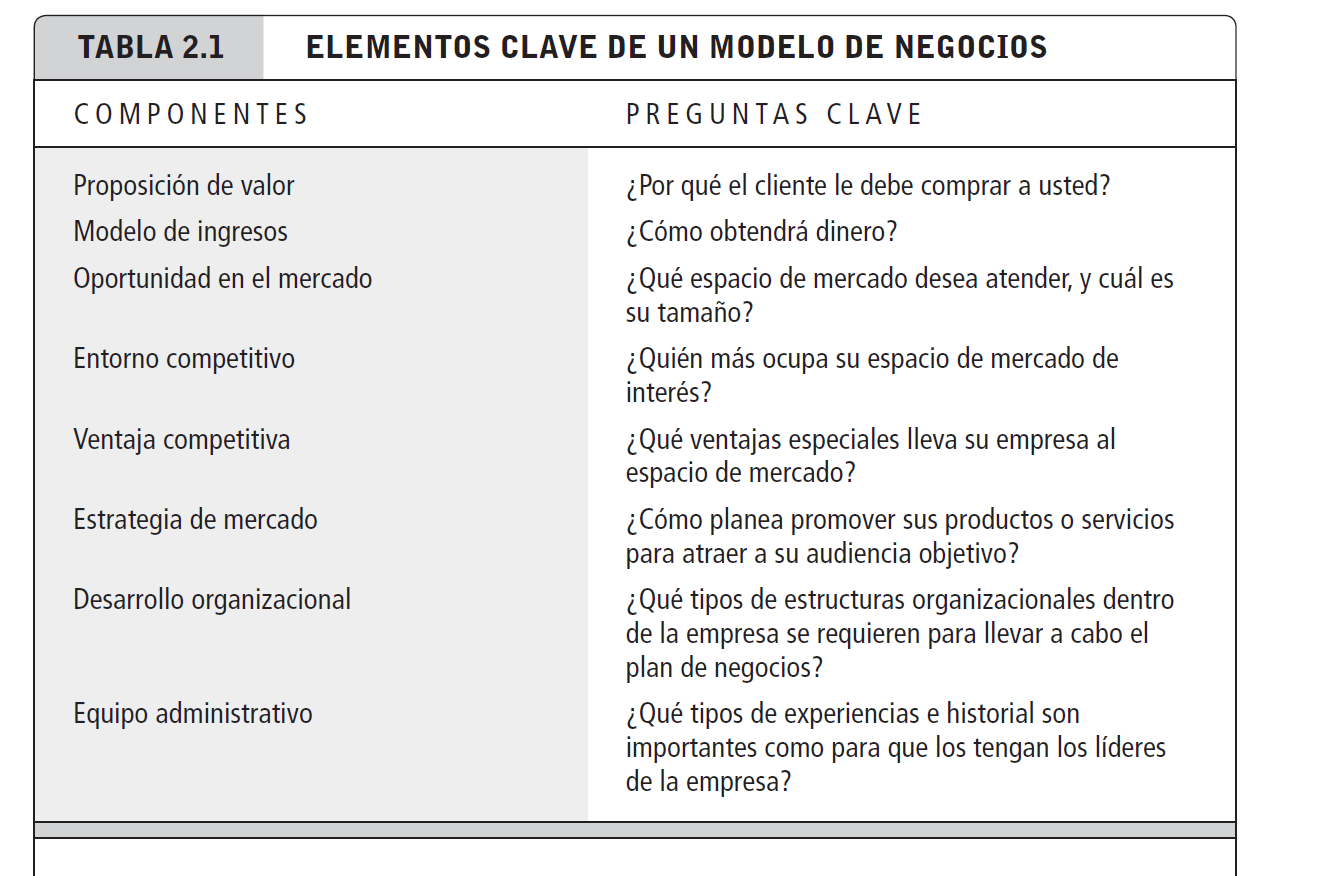 TABLA 2.1 ELEMENTOS CLAVE DE UN MODELO DE NEGOCIOS
COMPONENTES PREGUNTAS CLAVE
Proposición de valor ¿Por qué el cliente le debe comprar a usted?
Modelo de ingresos ¿Cómo obtendrá dinero?
Oportunidad en el mercado ¿Qué espacio de mercado desea atender, y cuál es
su tamaño?
Entorno competitivo ¿Quién más ocupa su espacio de mercado de
interés?
Ventaja competitiva ¿Qué ventajas especiales lleva su empresa al
espacio de mercado?
Estrategia de mercado ¿Cómo planea promover sus productos o servicios
para atraer a su audiencia objetivo?
Desarrollo organizacional ¿Qué tipos de estructuras organizacionales dentro
de la empresa se requieren para llevar a cabo el
plan de negocios?
Equipo administrativo ¿Qué tipos de experiencias e historial son
importantes como para que los tengan los líderes
de la empresa?